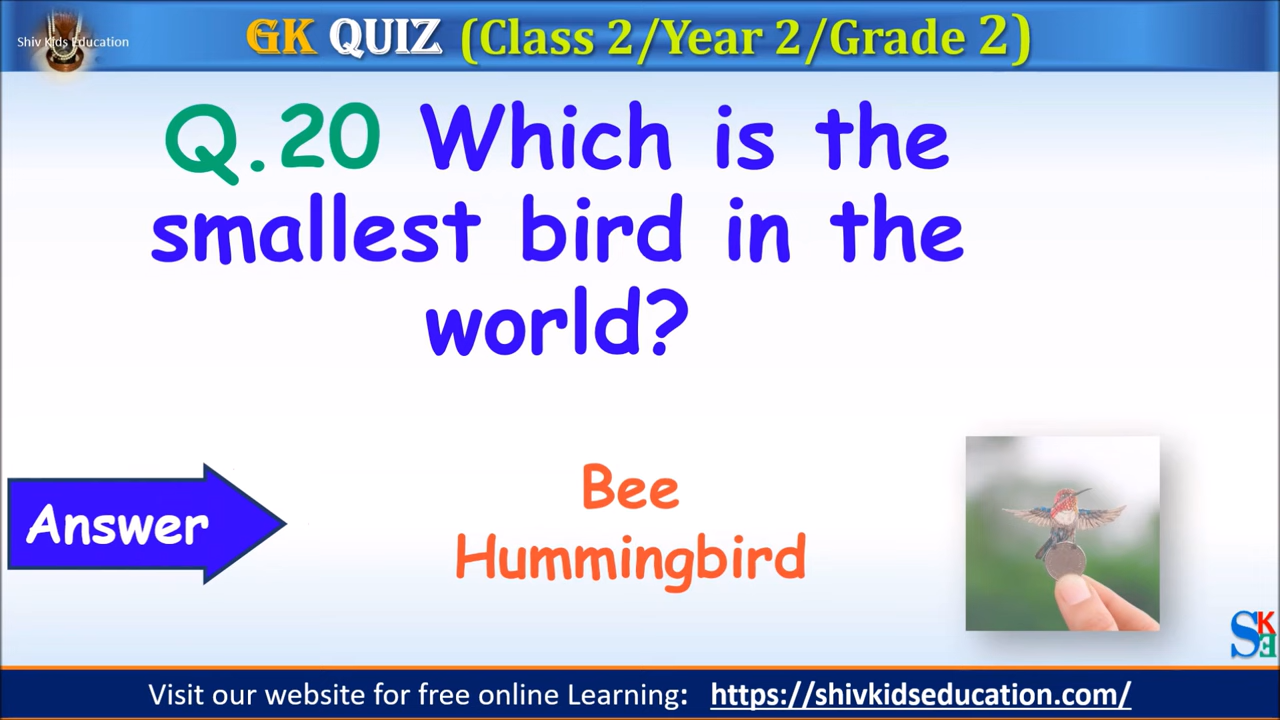 Shiv Kids Education
GK QUIZ (Class 2/Year 2/Grade 2)
Q.20 Which is the
smallest bird in the
world?
Answer
Bee
Hummingbird
SKE
Visit our website for free online Learning: https://shivkidseducation.com/